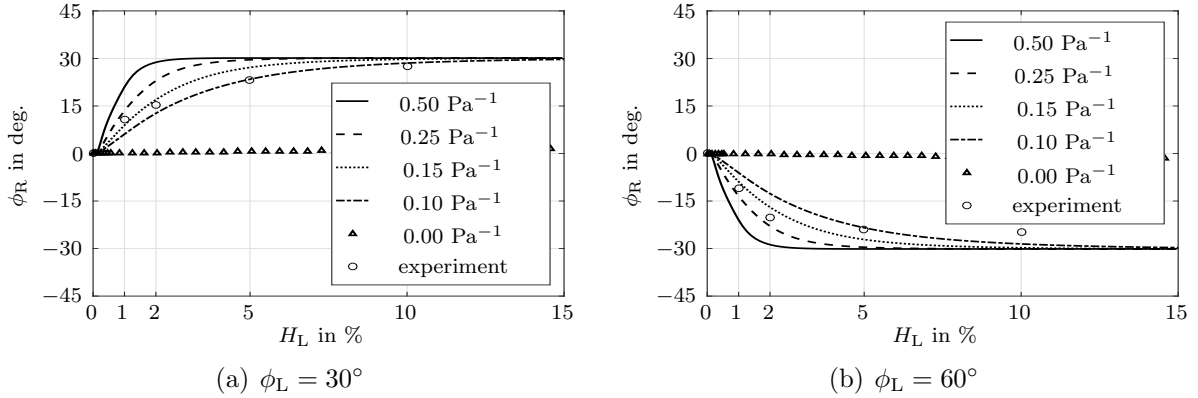 45
30
15
0
−15
−30
−45
ϕR in deg.
0 1 2 5 10 15
HL in %
0.50 Pa−1
0.25 Pa−1
0.15 Pa−1
0.10 Pa−1
0.00 Pa−1
experiment
(a) ϕL = 30°
45
30
15
0
−15
−30
−45
ϕR in deg.
0 1 2 5 10 15
HL in %
0.50 Pa−1
0.25 Pa−1
0.15 Pa−1
0.10 Pa−1
0.00 Pa−1
experiment
(b) ϕL = 60°